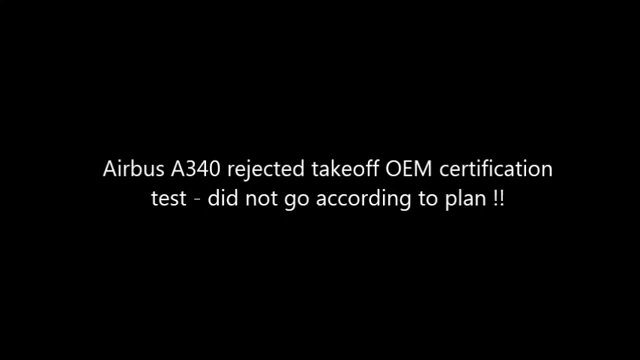 Airbus A340 rejected takeoff OEM certification
test - did not go according to plan !!